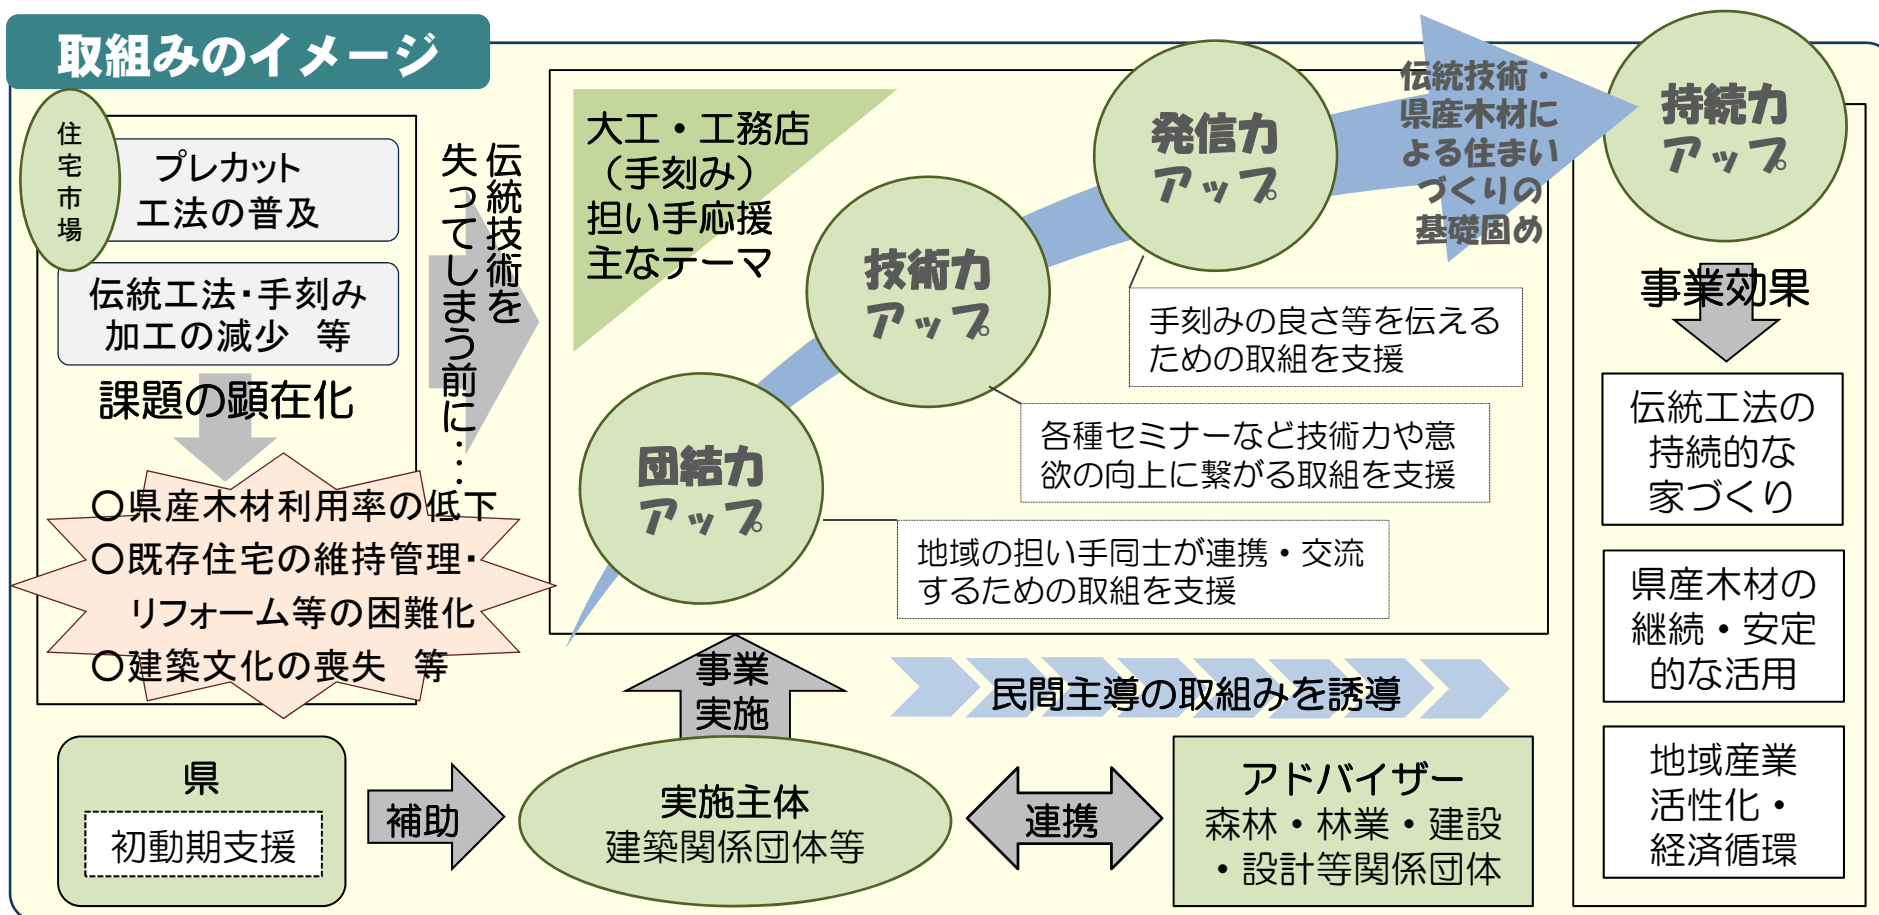 取組みのイメージ
住宅市場
プレカット
工法の普及
伝統工法・手刻み
加工の減少　等
課題の顕在化
〇県産木材利用率の低下
〇既存住宅の維持管理・
リフォーム等の困難化
〇建築文化の喪失　等
伝統技術を
失ってしまう前に…
大工・工務店
（手刻み）
担い手応援
主なテーマ
団結力
アップ
地域の担い手同士が連携・交流
するための取組を支援
技術力
アップ
各種セミナーなど技術力や意
欲の向上に繋がる取組を支援
発信力
アップ
手刻みの良さ等を伝える
ための取組を支援
伝統技術・
県産木材に
よる住まい
づくりの
基礎固め
持続力
アップ
事業効果
伝統工法の
持続的な
家づくり
県産木材の
継続・安定
的な活用
地域産業
活性化・
経済循環
事業
実施
民間主導の取組みを誘導
県
初動期支援
補助
実施主体
建築関係団体等
連携
アドバイザー
森林・林業・建設
・設計等関係団体